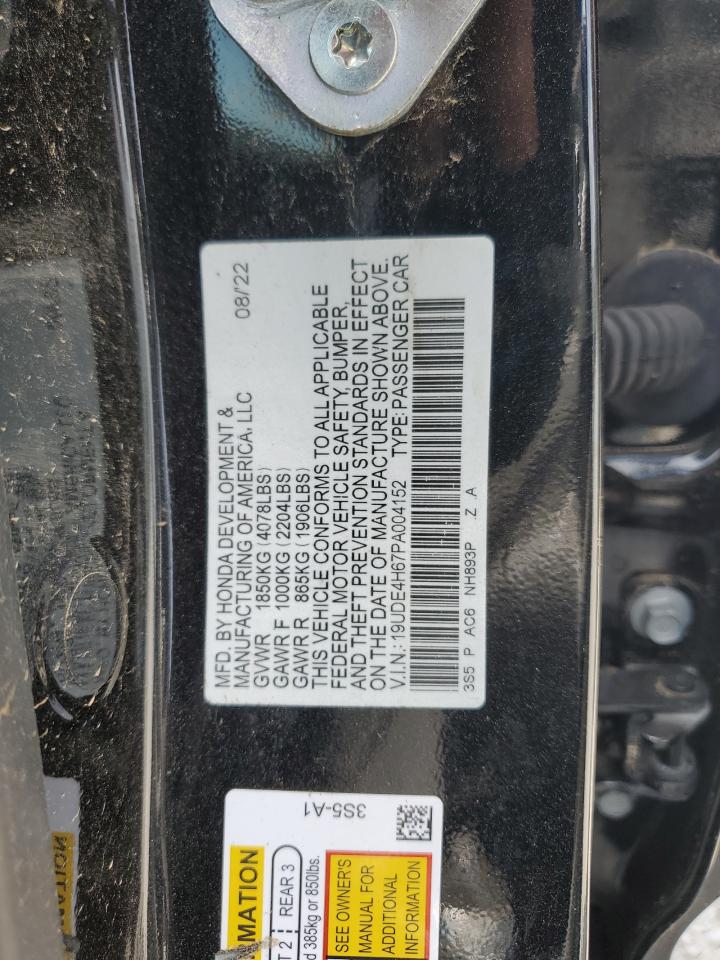 MFD. BY HONDA DEVELOPMENT &
MANUFACTURING OF AMERICA, LLC 08/'22
GVWR 1850KG (4078LBS)
GAWR F 1000KG (2204LBS)
GAWR R 865KG (1906LBS)
THIS VEHICLE CONFORMS TO ALL APPLICABLE
FEDERAL MOTOR VEHICLE SAFETY, BUMPER,
AND THEFT PREVENTION STANDARDS IN EFFECT
ON THE DATE OF MANUFACTURE SHOWN ABOVE.
V.I.N.: 19UDE4H67PA004152 TYPE: PASSENGER CAR
3S5 P AC6 NH893P Z .A
3S5-A1
RMATION
T 2 REAR 3
d 385kg or 850lbs.
SEE OWNER'S
MANUAL FOR
ADDITIONAL
INFORMATION